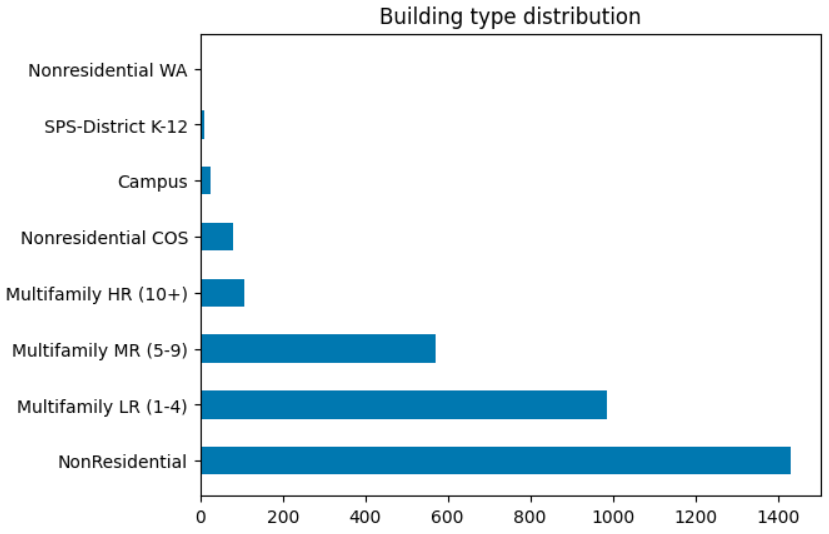 Building type distribution
Nonresidential WA
SPS-District K-12
Campus
Nonresidential COS
Multifamily HR (10+)
Multifamily MR (5-9)
Multifamily LR (1-4)
NonResidential
0 200 400 600 800 1000 1200 1400